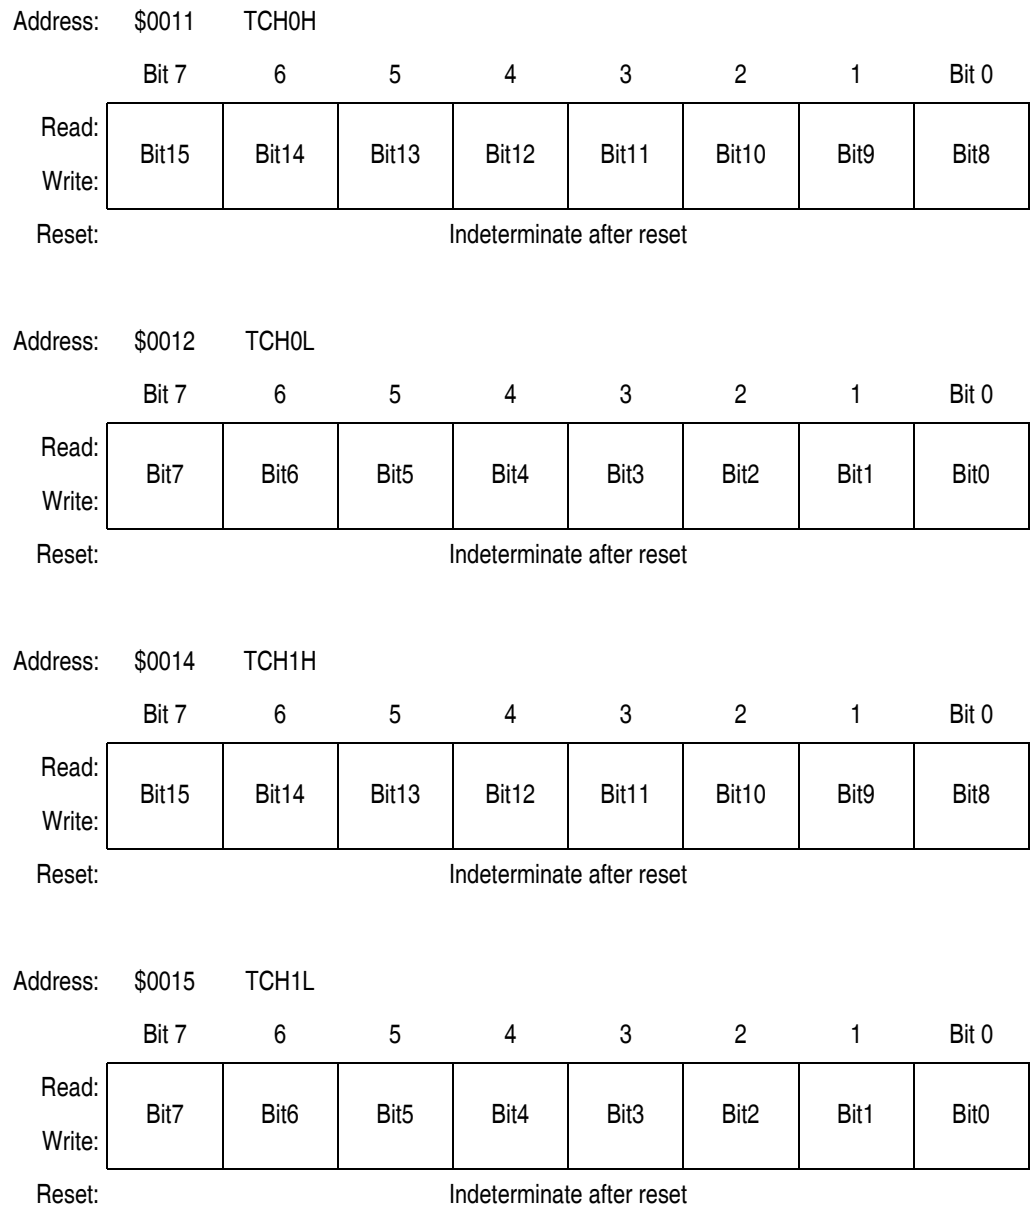 Address: $0011 TCH0H
Bit 7 6 5 4 3 2 1 Bit 0
Read:
Bit15 Bit14 Bit13 Bit12 Bit11 Bit10 Bit9 Bit8
Write:
Reset: Indeterminate after reset
Address: $0012 TCH0L
Bit 7 6 5 4 3 2 1 Bit 0
Read:
Bit7 Bit6 Bit5 Bit4 Bit3 Bit2 Bit1 Bit0
Write:
Reset: Indeterminate after reset
Address: $0014 TCH1H
Bit 7 6 5 4 3 2 1 Bit 0
Read:
Bit15 Bit14 Bit13 Bit12 Bit11 Bit10 Bit9 Bit8
Write:
Reset: Indeterminate after reset
Address: $0015 TCH1L
Bit 7 6 5 4 3 2 1 Bit 0
Read:
Bit7 Bit6 Bit5 Bit4 Bit3 Bit2 Bit1 Bit0
Write:
Reset: Indeterminate after reset